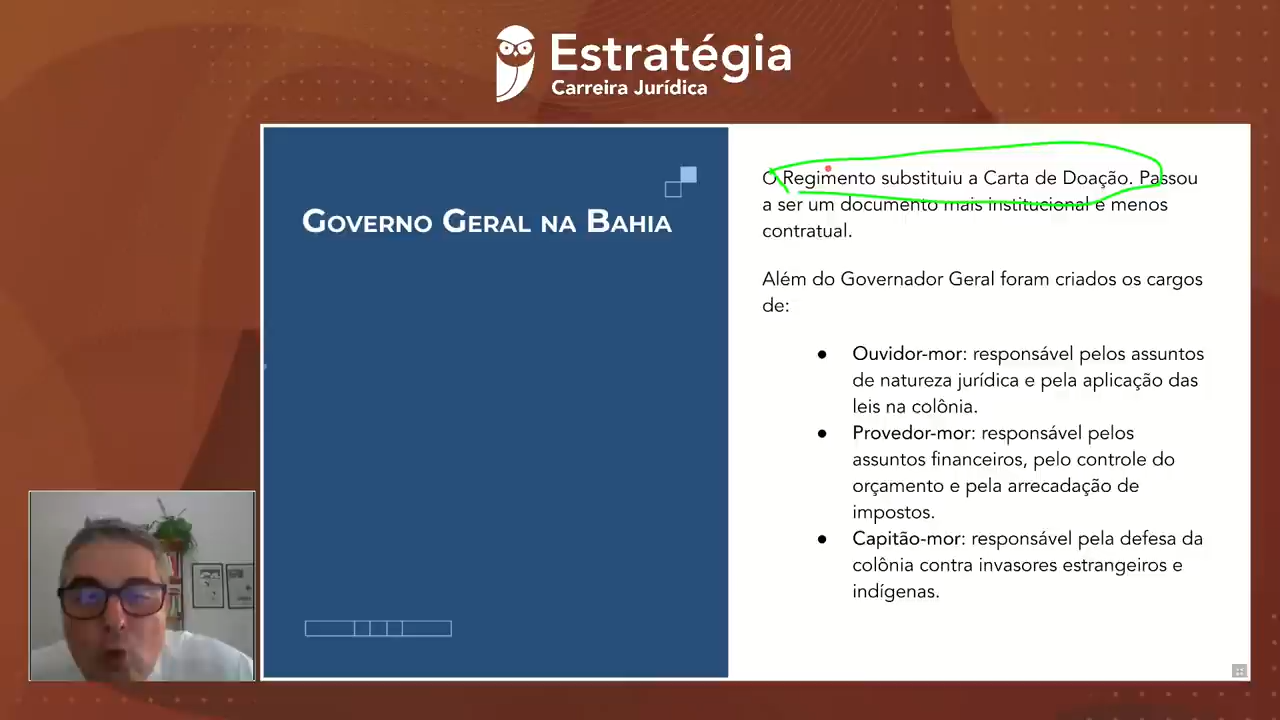 Estratégia
Carreira Jurídica
GOVERNO GERAL NA BAHIA
O Regimento substituiu a Carta de Doação. Passou
a ser um documento mais institucional e menos
contratual.
Além do Governador Geral foram criados os cargos
de:
● Ouvidor-mor: responsável pelos assuntos
de natureza jurídica e pela aplicação das
leis na colônia.
● Provedor-mor: responsável pelos
assuntos financeiros, pelo controle do
orçamento e pela arrecadação de
impostos.
● Capitão-mor: responsável pela defesa da
colônia contra invasores estrangeiros e
indígenas.